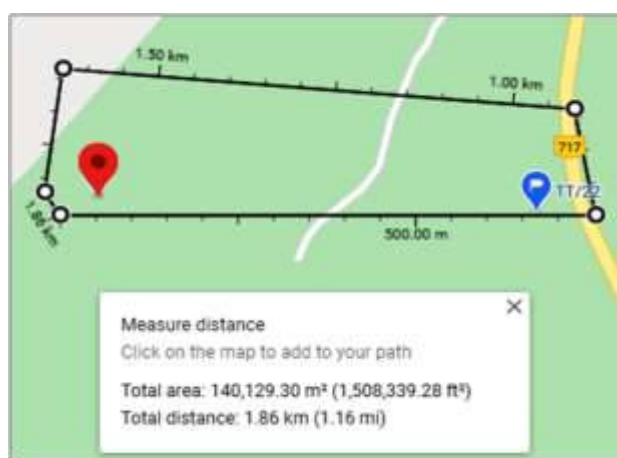 1.50 km
1.00 km
717
TT/22
1.86 km
500.00 m
Measure distance
Click on the map to add to your path
Total area: 140,129.30 m² (1,508,339.28 ft²)
Total distance: 1.86 km (1.16 mi)